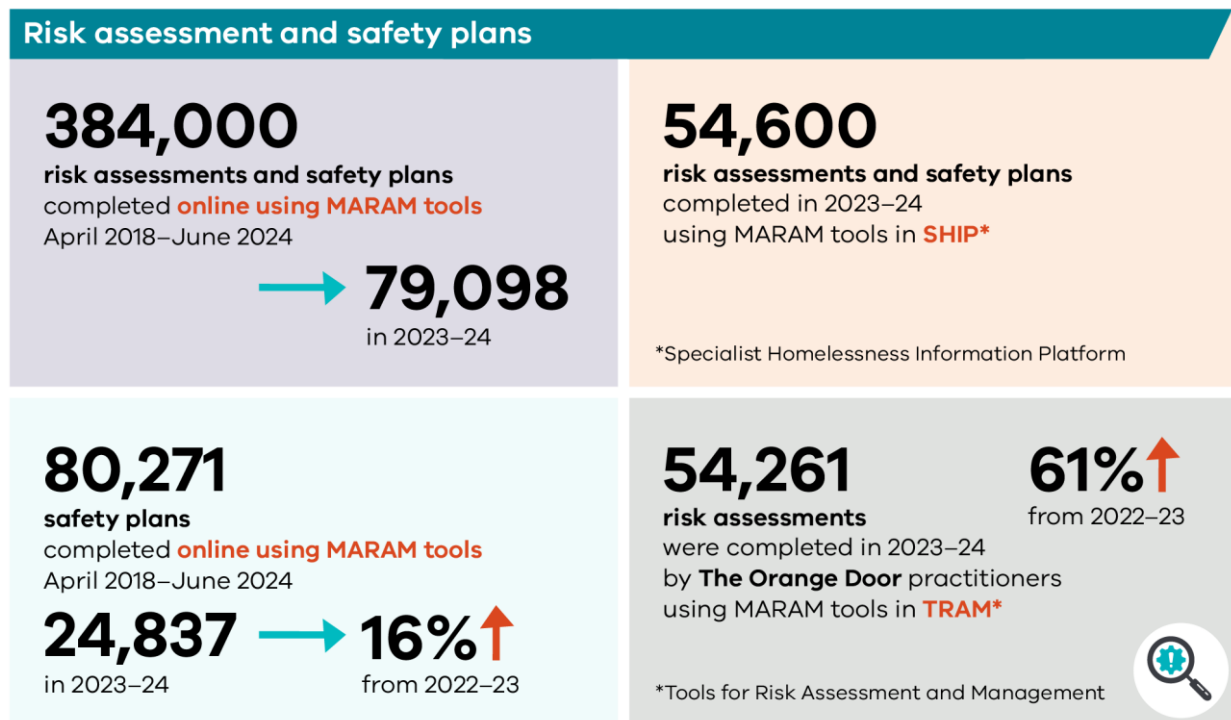 Risk assessment and safety plans
384,000
risk assessments and safety plans
completed online using MARAM tools
April 2018–June 2024
79,098
in 2023–24
54,600
risk assessments and safety plans
completed in 2023–24
using MARAM tools in SHIP*
*Specialist Homelessness Information Platform
80,271
safety plans
completed online using MARAM tools
April 2018–June 2024
24,837
in 2023–24
16%
from 2022–23
54,261
risk assessments
were completed in 2023–24
by The Orange Door practitioners
using MARAM tools in TRAM*
61%
from 2022–23
*Tools for Risk Assessment and Management